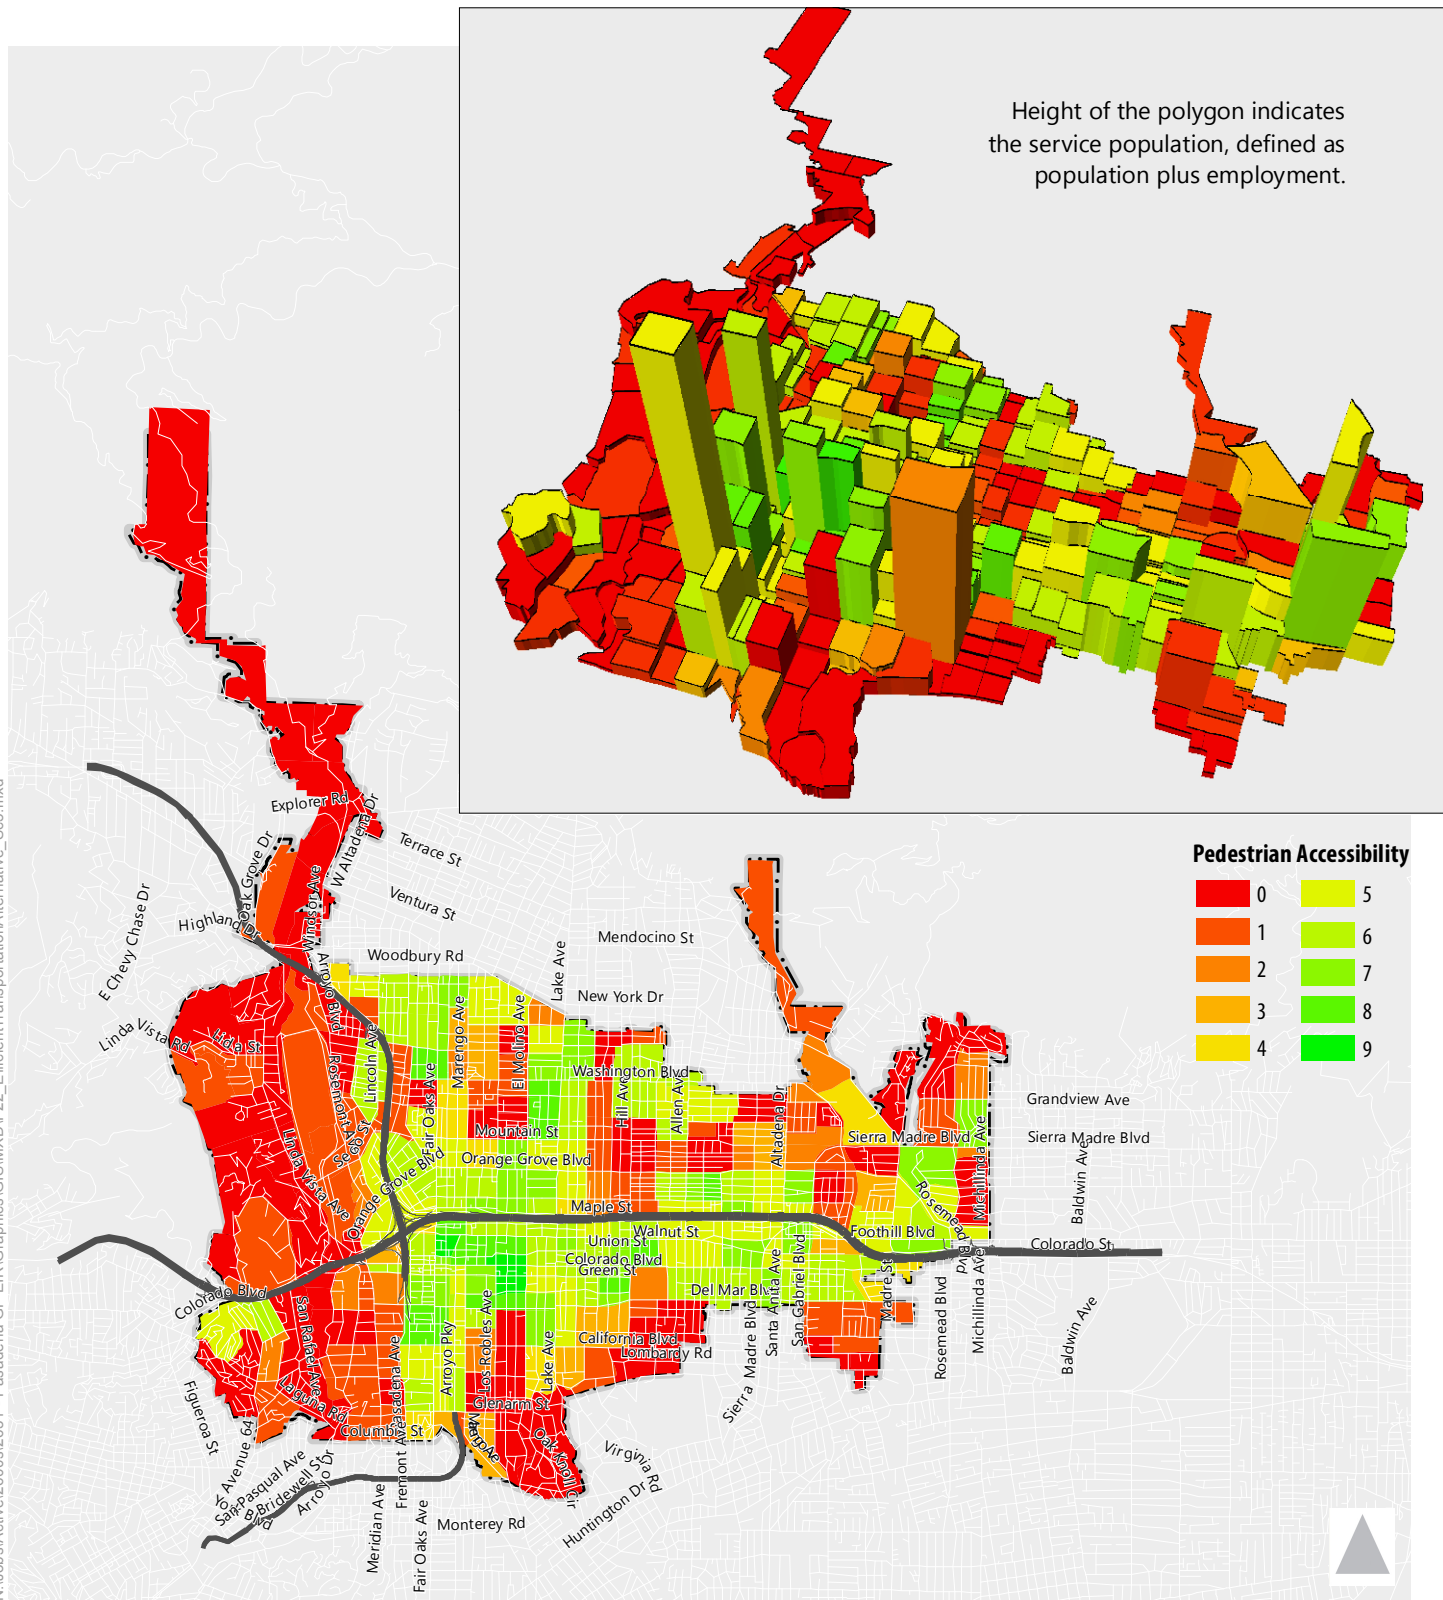 Height of the polygon indicates
the service population, defined as
population plus employment.
Pedestrian Accessibility
0
1
2
3
4
5
6
7
8
9
Explorer Rd
W Altadena Dr
Oak Grove Dr
Terrace St
Ventura St
Highland Dr
Windsor Ave
E Chevy Chase Dr
Arroyo Blvd
Woodbury Rd
Lake Ave
Mendocino St
New York Dr
Linda Vista Rd
Lida St
Rosemont Ave
Lincoln Ave
Marengo Ave
El Molino Ave
Fair Oaks Ave
Washington Blvd
Hill Ave
Allen Ave
Altadena Dr
Grandview Ave
Sierra Madre Blvd
Sierra Madre Blvd
Michillinda Ave
Baldwin Ave
Seco St
Mountain St
Orange Grove Blvd
Orange Grove Blvd
Linda Vista Ave
Rosemead Blvd
Maple St
Walnut St
Union St
Colorado Blvd
Green St
Foothill Blvd
Colorado St
Del Mar Blv
Colorado Blvd
San Rafael Ave
Los Robles Ave
Arroyo Pky
Lake Ave
California Blvd
Lombardy Rd
Sierra Madre Blvd
Santa Anita Ave
San Gabriel Blvd
Madre St
Rosemead Blvd
Michillinda Ave
Baldwin Ave
Laguna Rd
asadena Ave
Glenarm St
Columbia St
Figueroa St
Avenue 64
San Pasqual Ave
Bridewell St
Arroyo Dr
Blvd
Fremont Ave
Meridian Ave
Fair Oaks Ave
Monterey Rd
Oak Knoll Cir
Virginia Rd
Huntington Dr